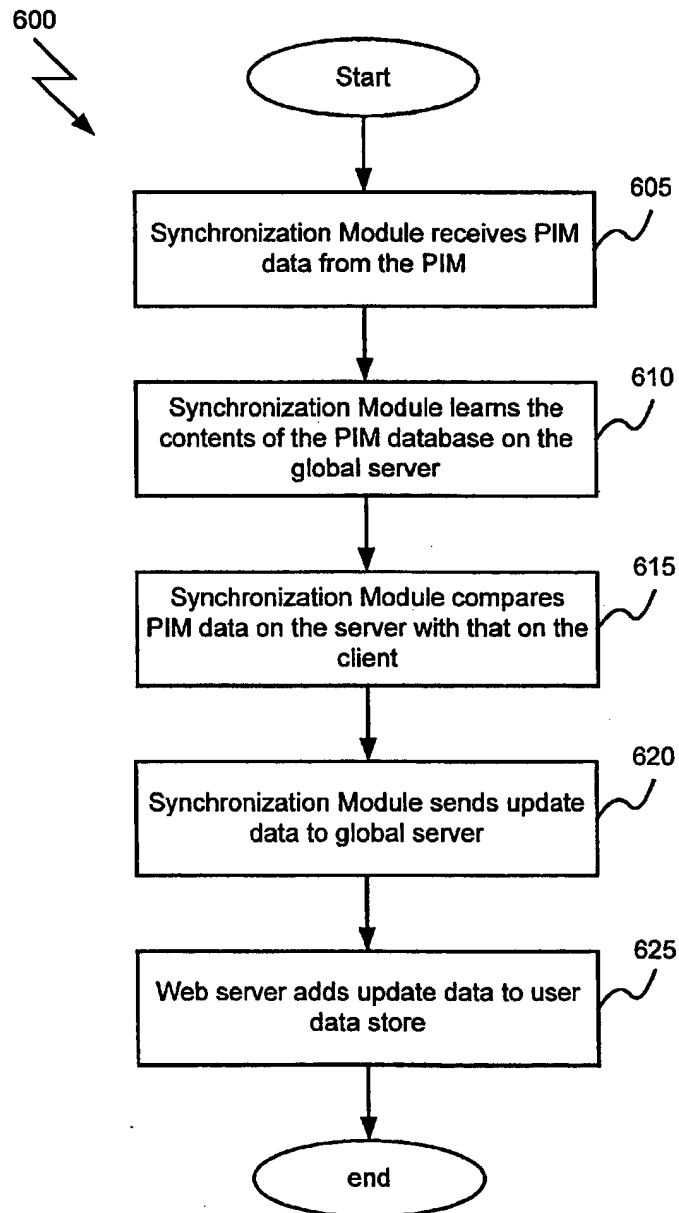 600
Start
605
Synchronization Module receives PIM
data from the PIM
610
Synchronization Module learns the
contents of the PIM database on the
global server
615
Synchronization Module compares
PIM data on the server with that on the
client
620
Synchronization Module sends update
data to global server
625
Web server adds update data to user
data store
end